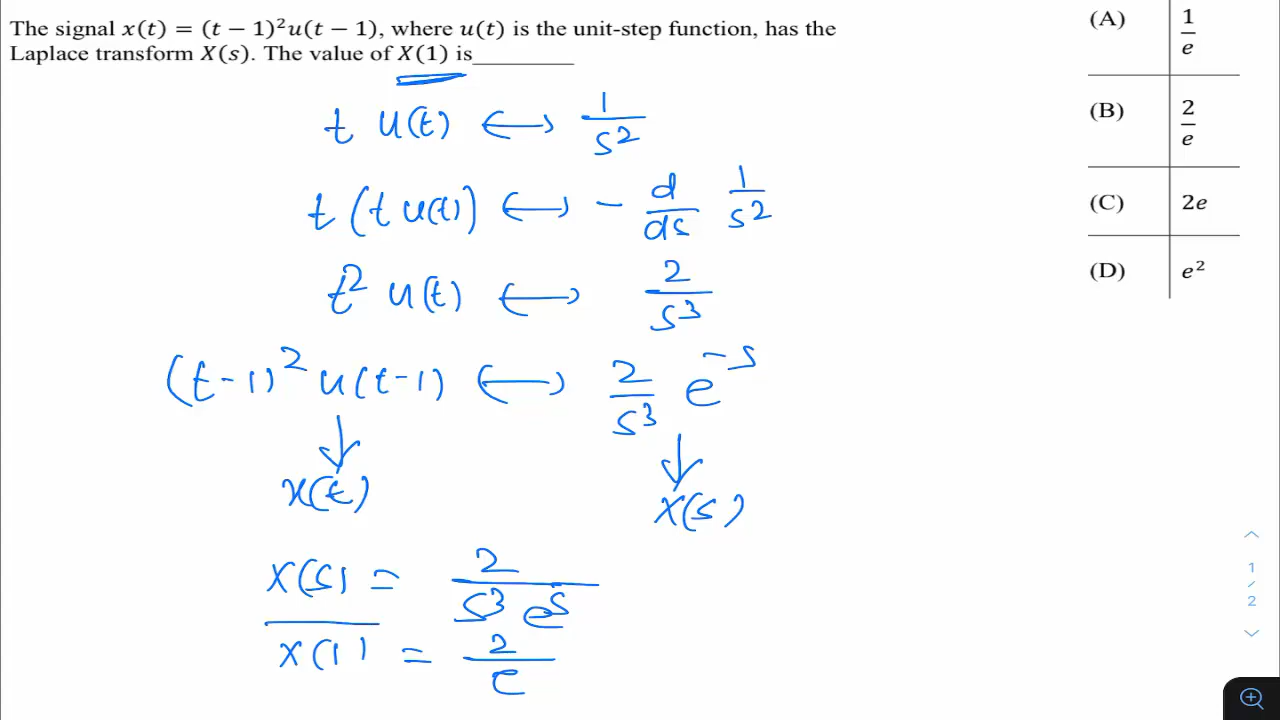 The signal x(t) = (t − 1)²u(t − 1), where u(t) is the unit-step function, has the
Laplace transform X(s). The value of X(1) is__________
(A) 1/e
(B) 2/e
(C) 2e
(D) e²
t u(t) ⟷ 1/s²
t (t u(t)) ⟷ − d/ds 1/s²
t² u(t) ⟷ 2/s³
(t-1)² u(t-1) ⟷ 2/s³ e^-s
↓ ↓
x(t) X(s)
X(s) = 2/(s³ e^s)
X(1) = 2/e
1
/
2